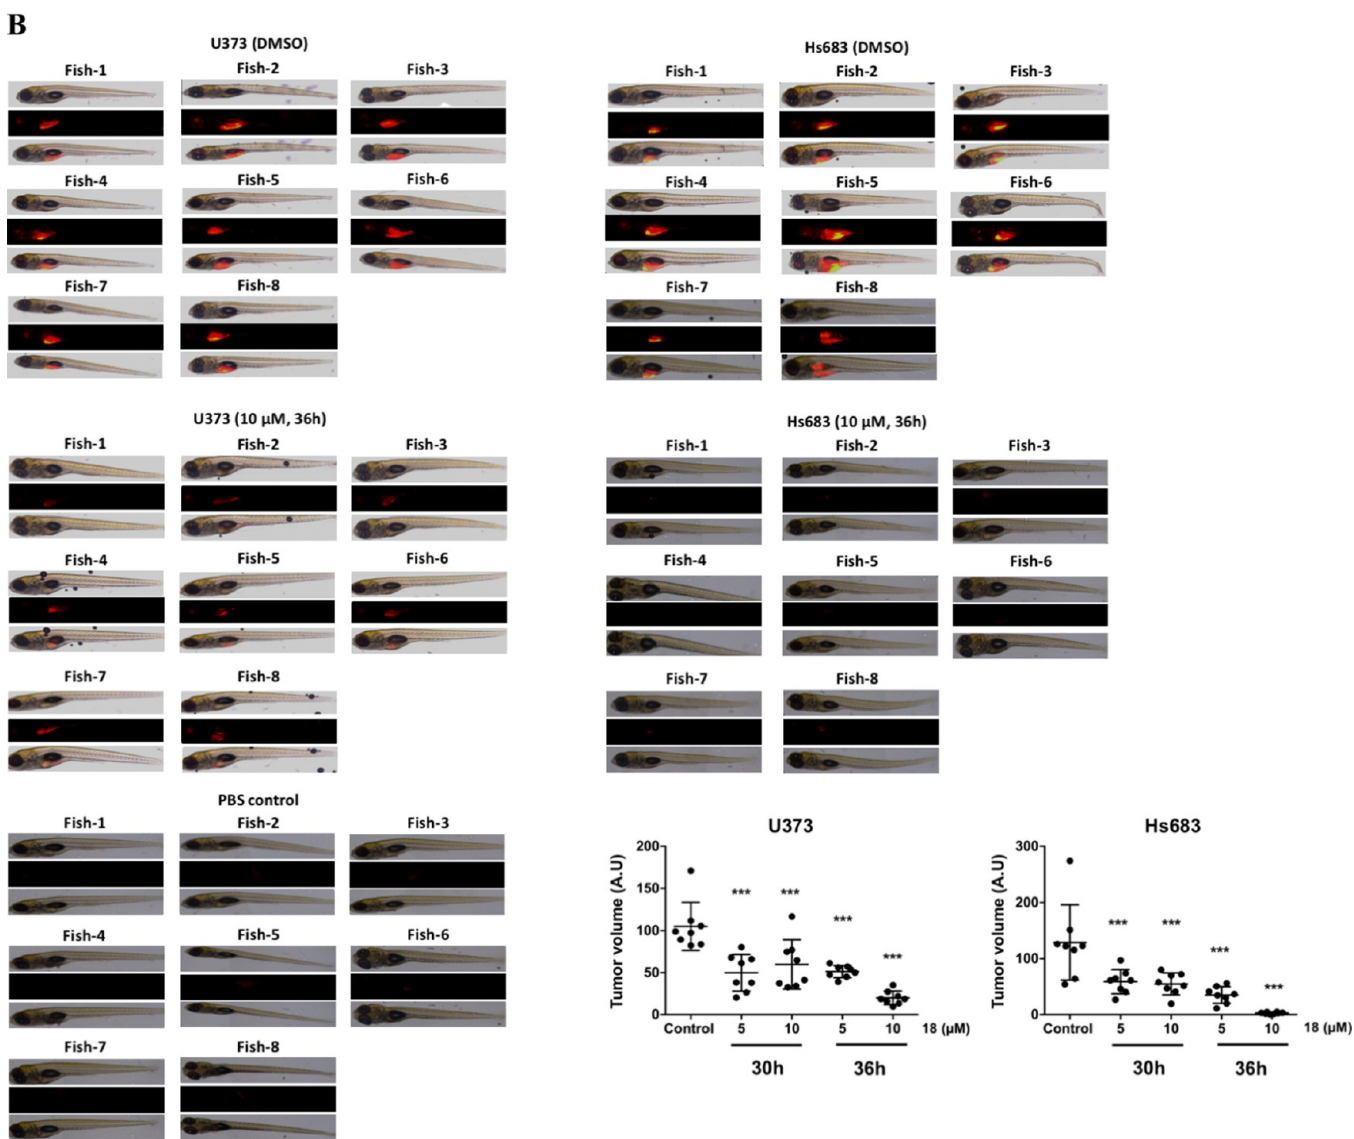 B
U373 (DMSO)
Fish-1 Fish-2 Fish-3
Fish-4 Fish-5 Fish-6
Fish-7 Fish-8
Hs683 (DMSO)
Fish-1 Fish-2 Fish-3
Fish-4 Fish-5 Fish-6
Fish-7 Fish-8
U373 (10 µM, 36h)
Fish-1 Fish-2 Fish-3
Fish-4 Fish-5 Fish-6
Fish-7 Fish-8
Hs683 (10 µM, 36h)
Fish-1 Fish-2 Fish-3
Fish-4 Fish-5 Fish-6
Fish-7 Fish-8
PBS control
Fish-1 Fish-2 Fish-3
Fish-4 Fish-5 Fish-6
Fish-7 Fish-8
U373
Tumor volume (A.U)
200
150
100
50
0
*** *** *** ***
Control 5 10 5 10 18 (µM)
30h 36h
Hs683
Tumor volume (A.U)
300
200
100
0
*** *** *** ***
Control 5 10 5 10 18 (µM)
30h 36h